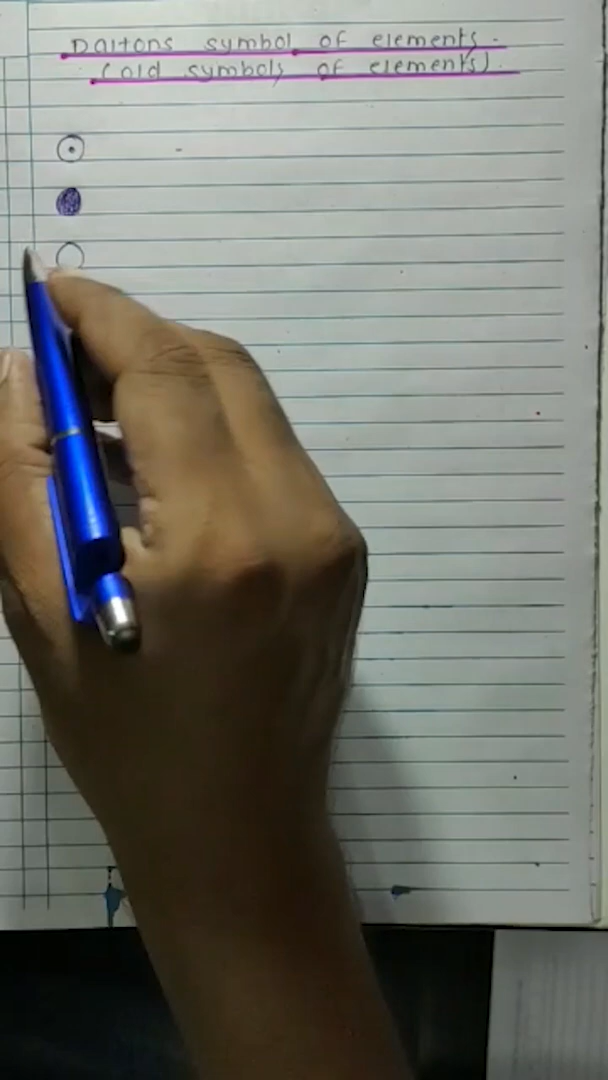 Daltons symbol of elements.
(old symbols of elements).